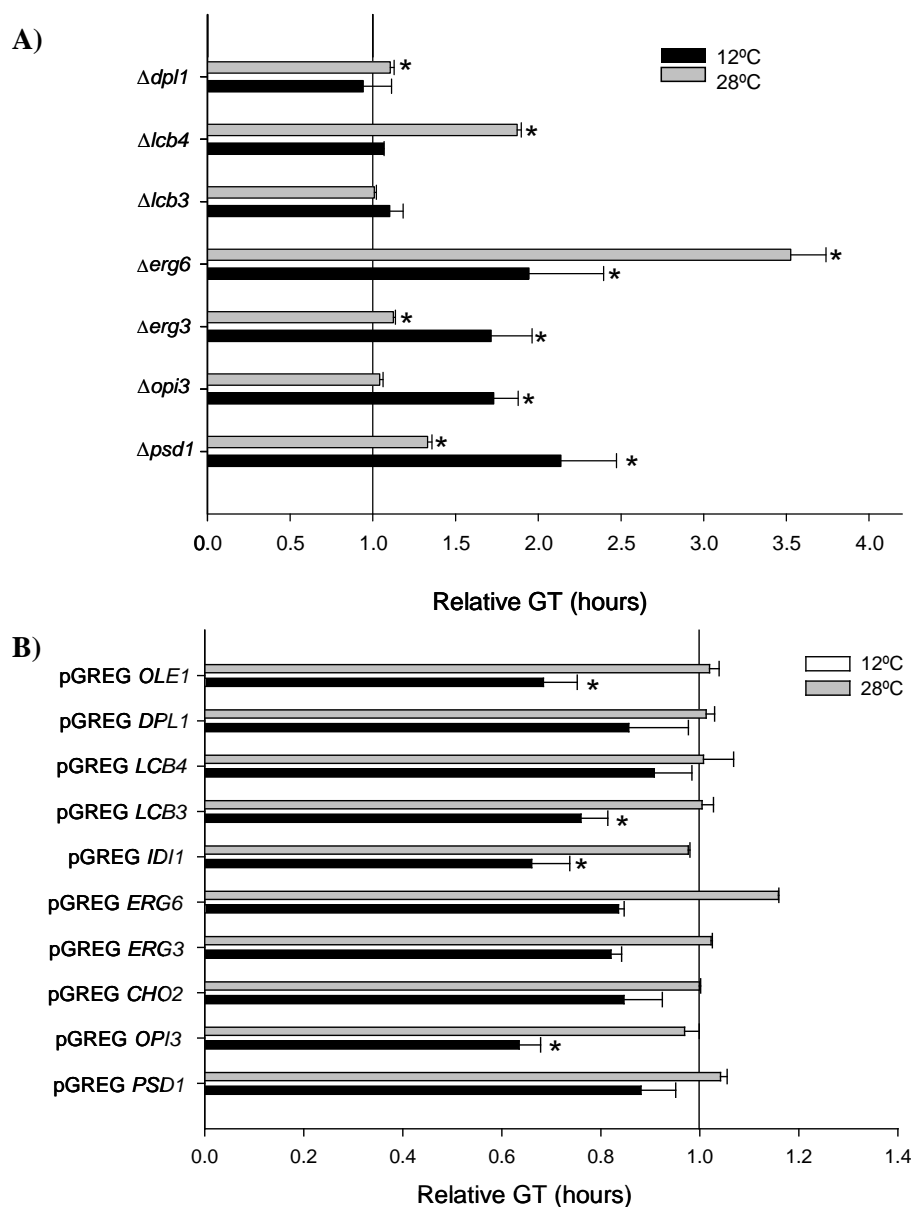 A)
12ºC
28ºC
Δdpl1
Δlcb4
Δlcb3
Δerg6
Δerg3
Δopi3
Δpsd1
* 
*
*
*
*
*
*
*
*
0.0 0.5 1.0 1.5 2.0 2.5 3.0 3.5 4.0
Relative GT (hours)
B)
12ºC
28ºC
pGREG OLE1
*
pGREG DPL1
pGREG LCB4
pGREG LCB3
*
pGREG IDI1
*
pGREG ERG6
pGREG ERG3
pGREG CHO2
pGREG OPI3
*
pGREG PSD1
0.0 0.2 0.4 0.6 0.8 1.0 1.2 1.4
Relative GT (hours)